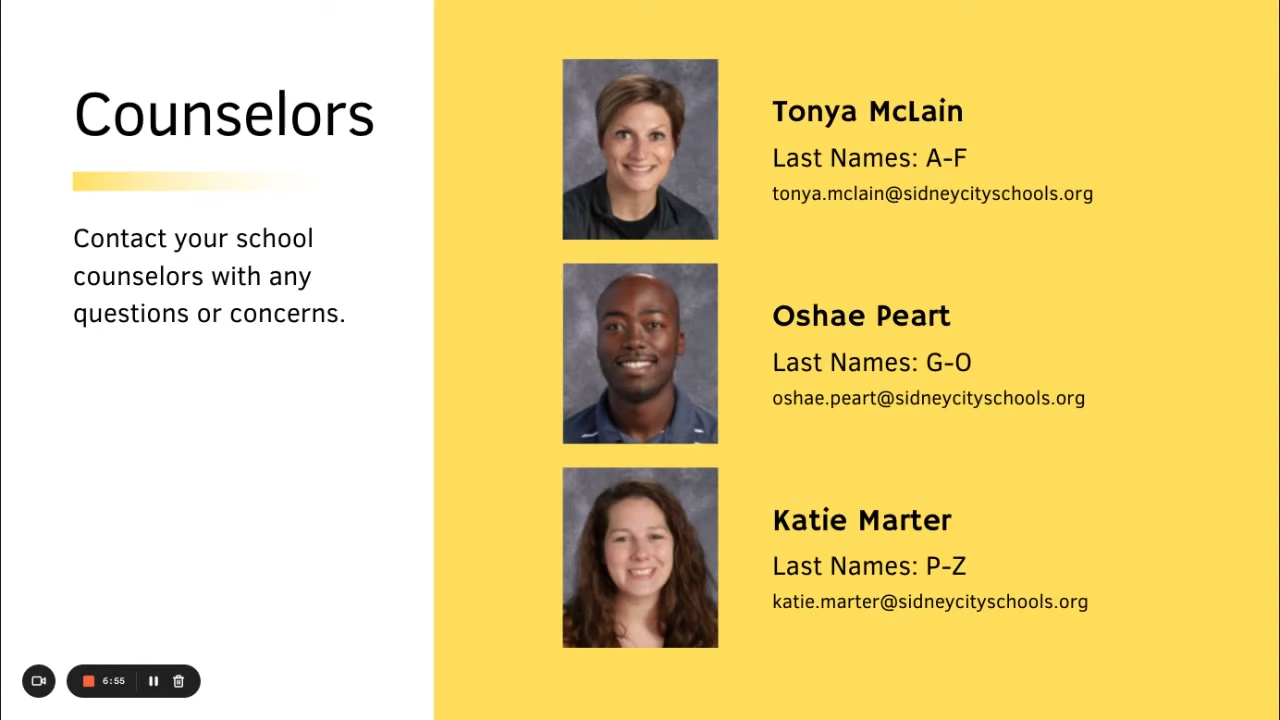 Counselors
Contact your school
counselors with any
questions or concerns.
Tonya McLain
Last Names: A-F
tonya.mclain@sidneycityschools.org
Oshae Peart
Last Names: G-O
oshae.peart@sidneycityschools.org
Katie Marter
Last Names: P-Z
katie.marter@sidneycityschools.org
6:55